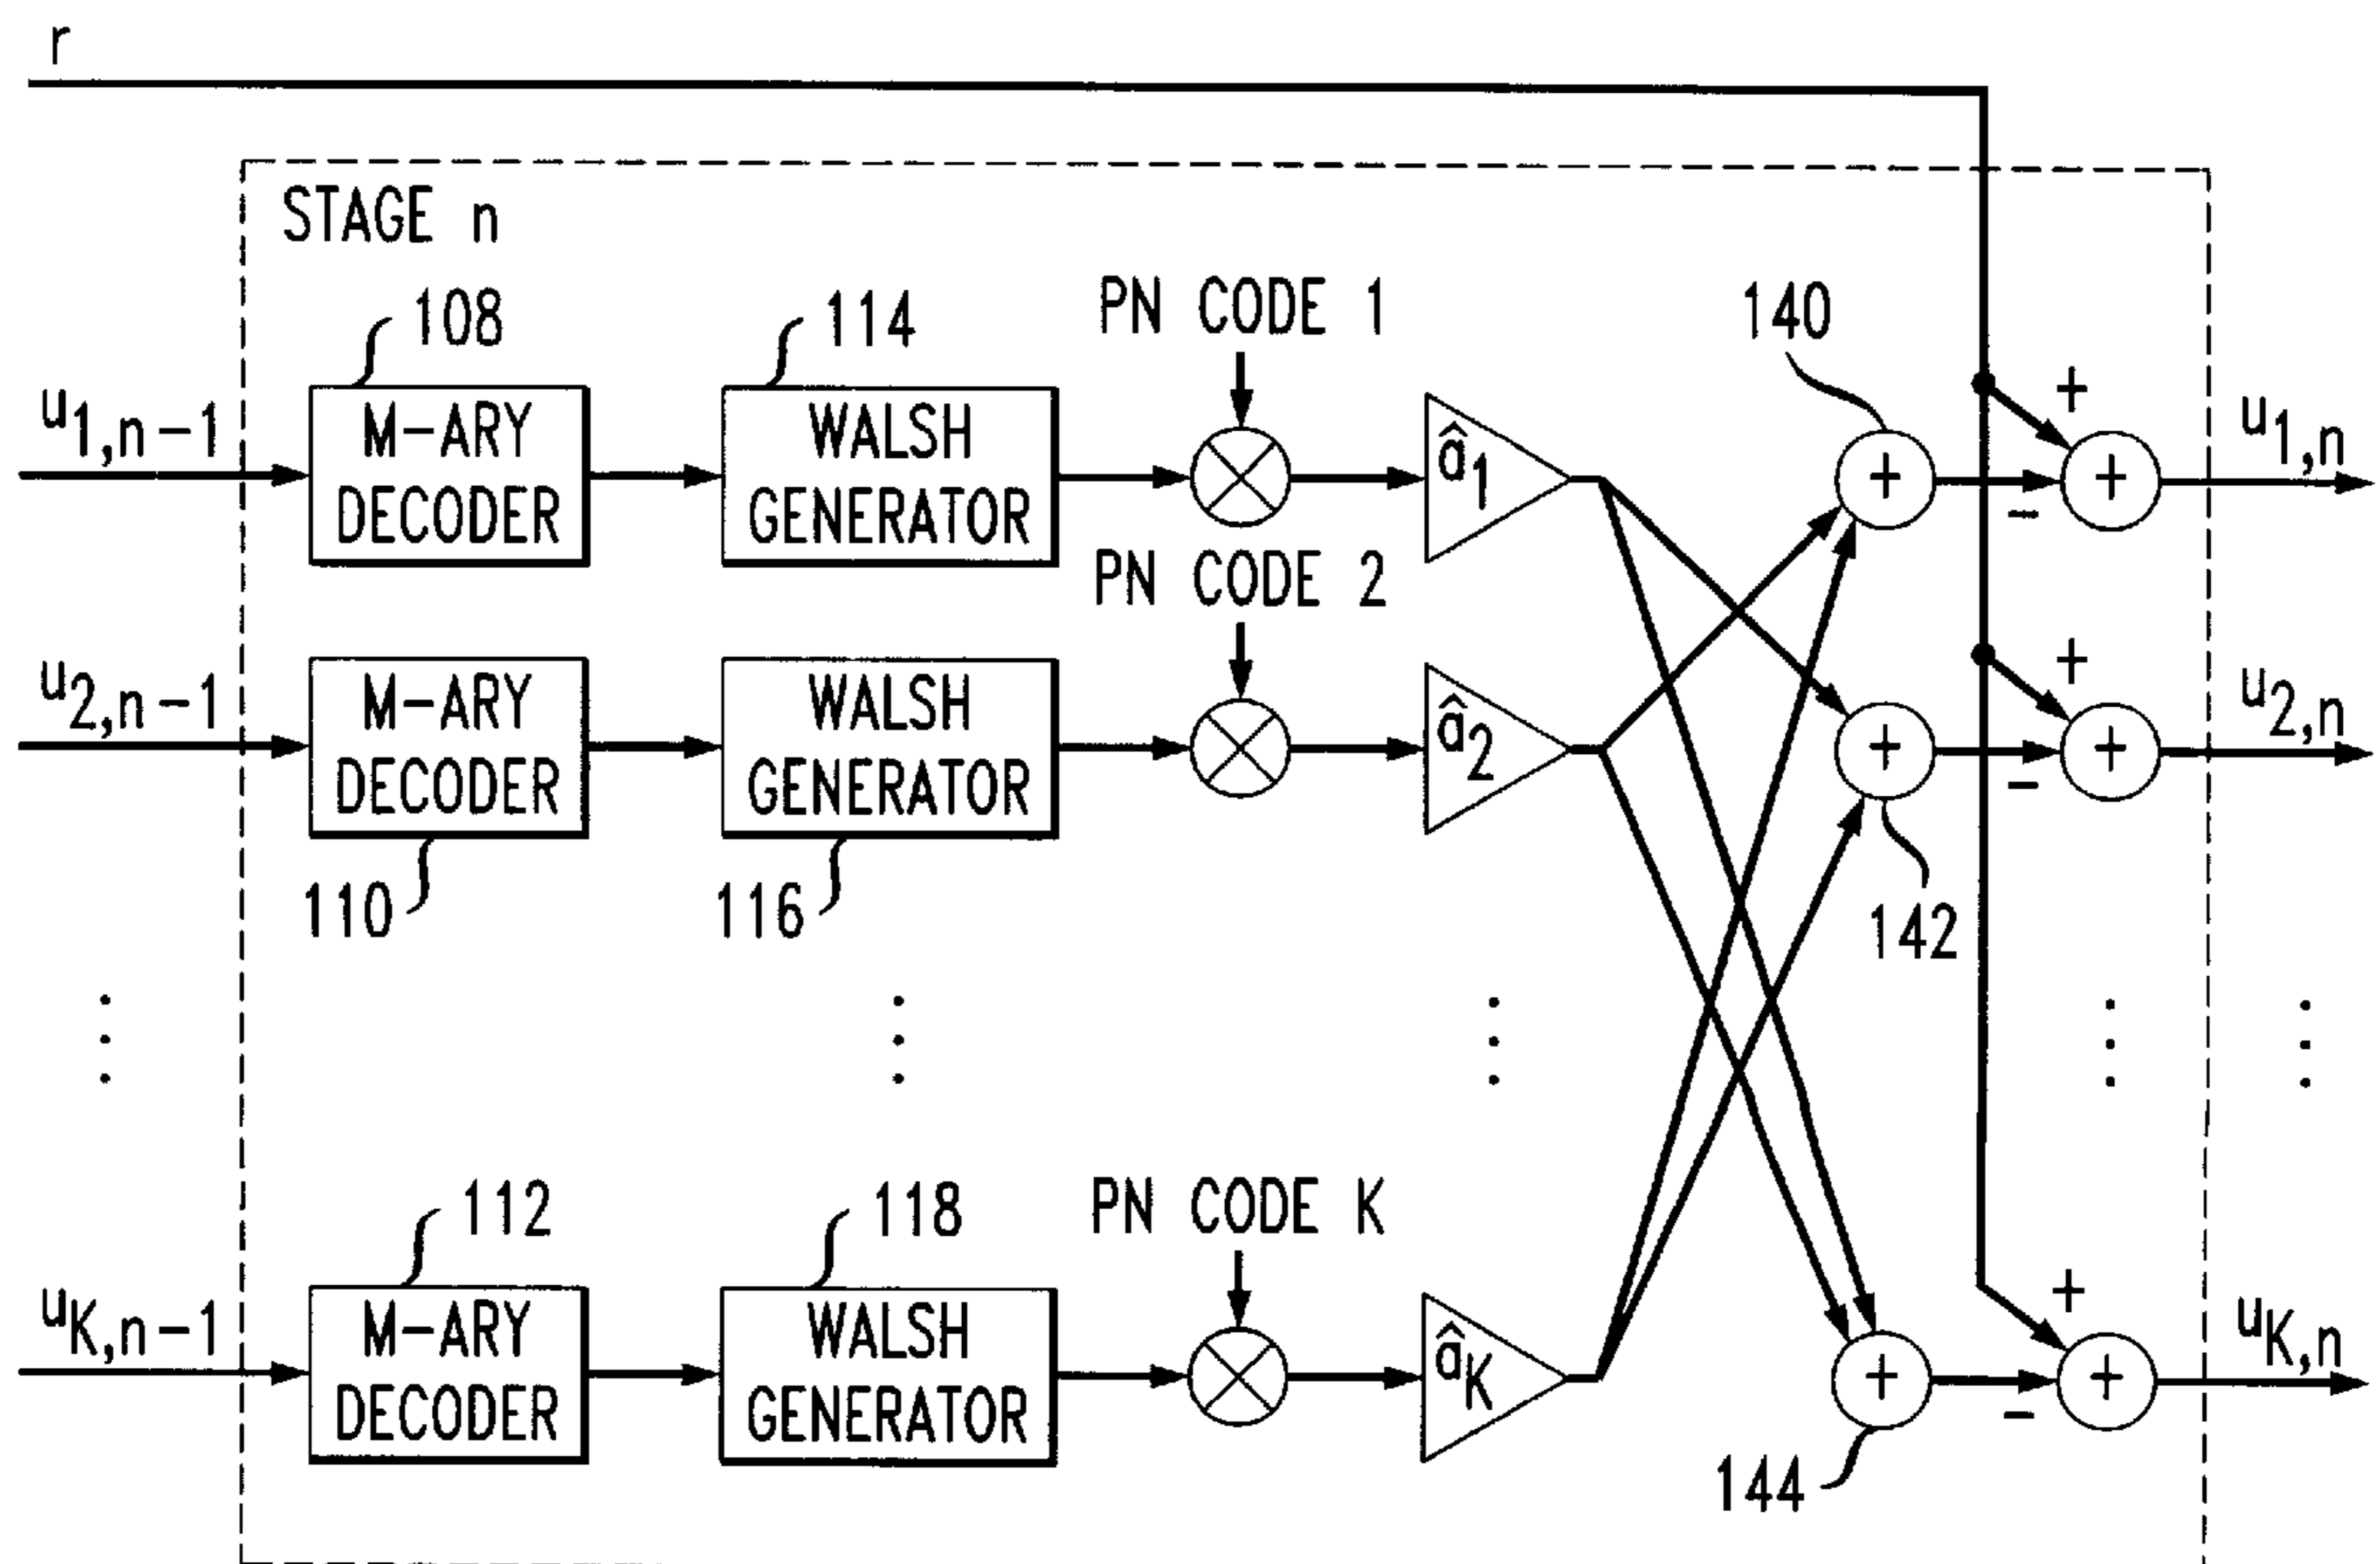 r
STAGE n
108
114
PN CODE 1
140
u1,n-1
M-ARY
DECODER
WALSH
GENERATOR
â1
+
+
-
+
u1,n
PN CODE 2
u2,n-1
M-ARY
DECODER
WALSH
GENERATOR
â2
+
+
-
+
u2,n
110
116
142
112
118
PN CODE K
uK,n-1
M-ARY
DECODER
WALSH
GENERATOR
âK
+
+
-
+
uK,n
144